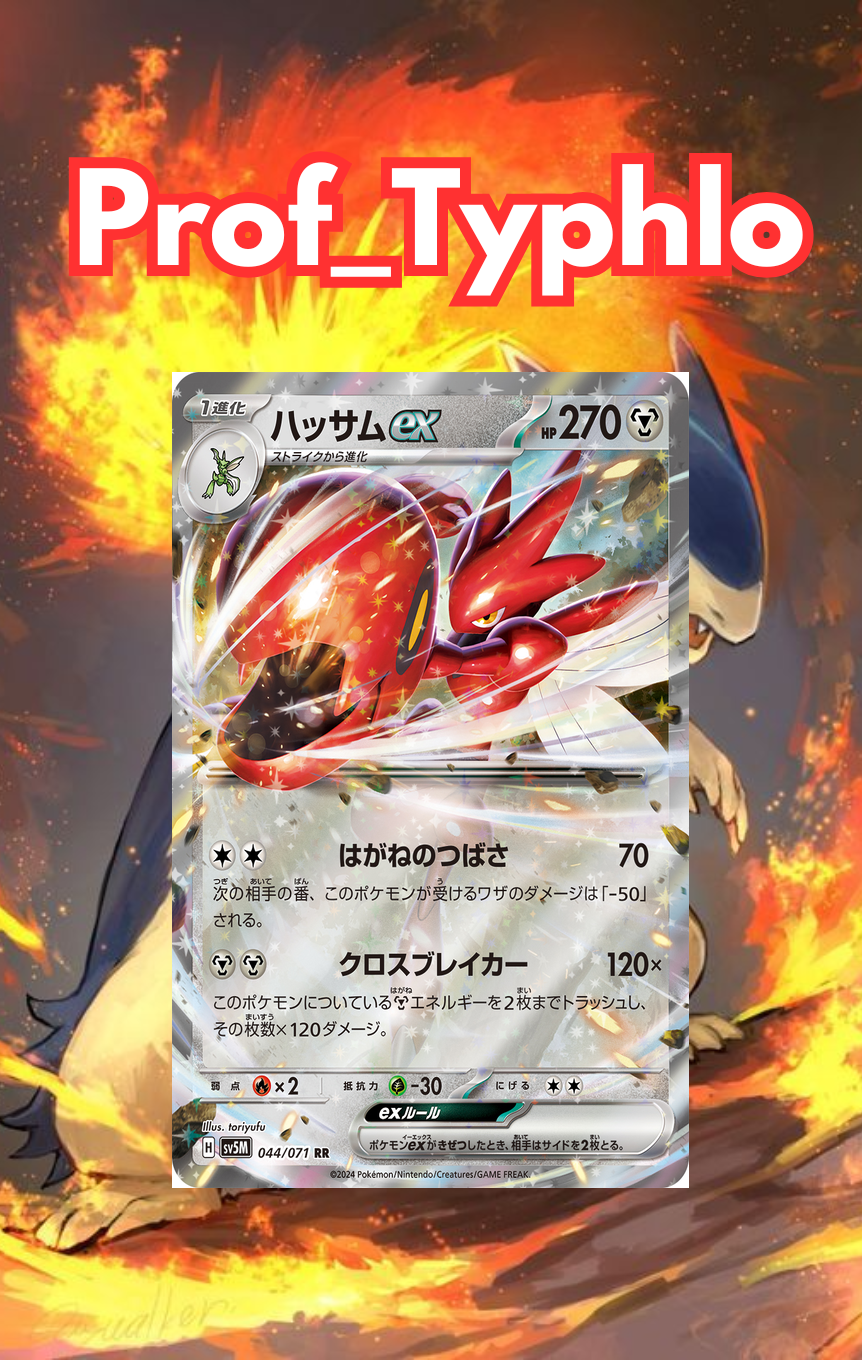 Prof_Typhlo
1進化
ハッサムex
HP 270
ストライクから進化
はがねのつばさ 70
次の相手の番、このポケモンが受けるワザのダメージは「-50」
される。
クロスブレイカー 120×
このポケモンについているエネルギーを2枚までトラッシュし、
その枚数×120ダメージ。
弱点 ×2 抵抗力 -30 にげる
exルール
ポケモンexがきぜつしたとき、相手はサイドを2枚とる。
Illus. toriyufu
H sv5M 044/071 RR
©2024 Pokémon/Nintendo/Creatures/GAME FREAK.